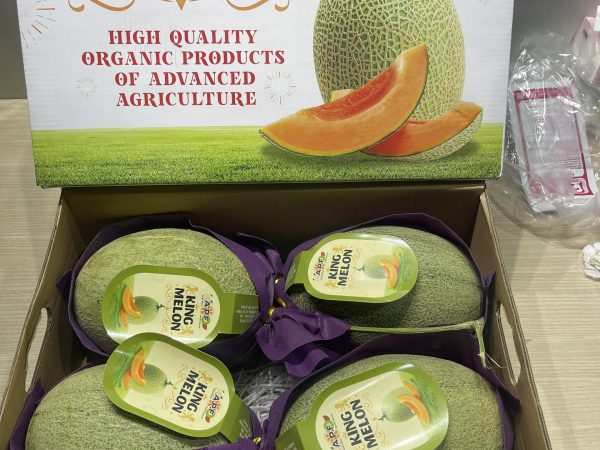 HIGH QUALITY
ORGANIC PRODUCTS
OF ADVANCED
AGRICULTURE
KING
MELON
KING
MELON
KING
MELON
KING
MELON